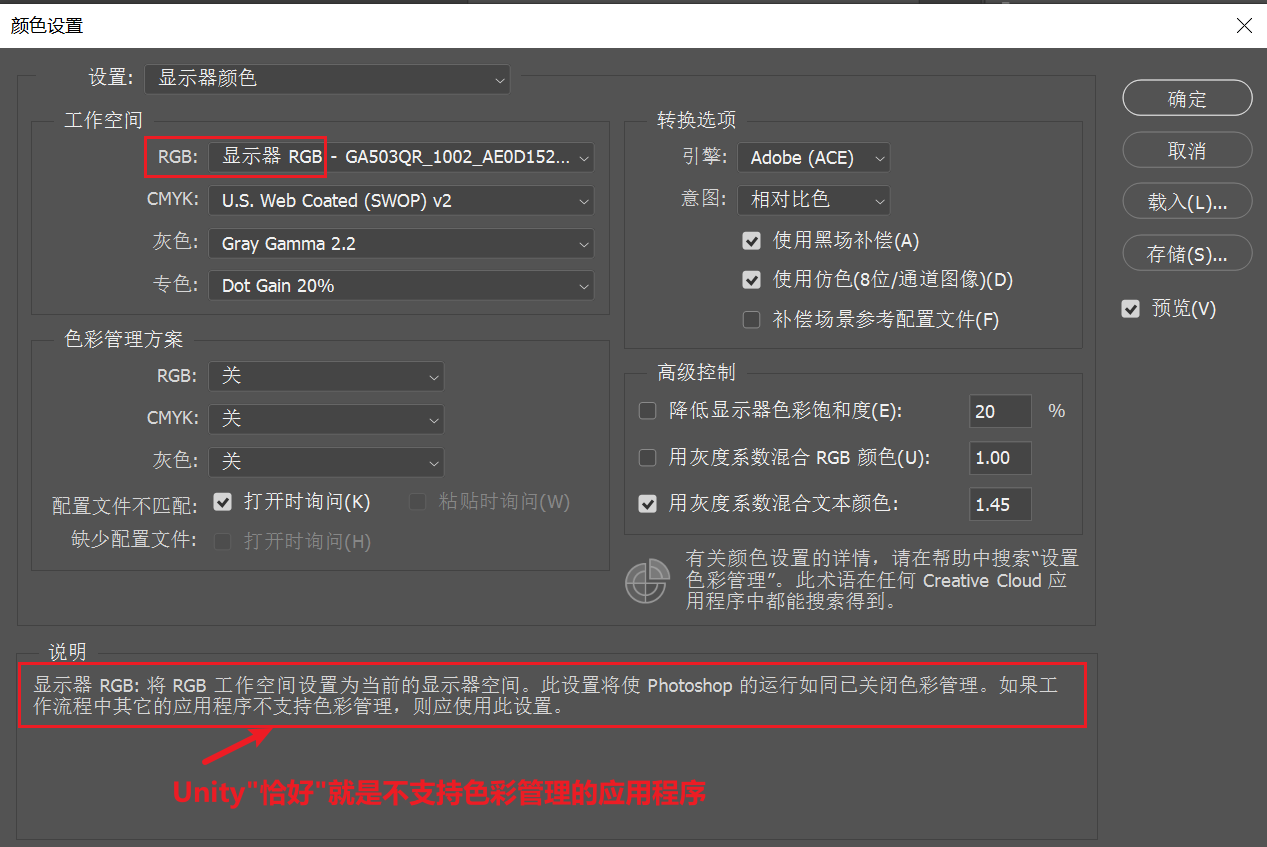 颜色设置
设置: 显示器颜色
工作空间
RGB: 显示器 RGB - GA503QR_1002_AE0D152...
CMYK: U.S. Web Coated (SWOP) v2
灰色: Gray Gamma 2.2
专色: Dot Gain 20%
色彩管理方案
RGB: 关
CMYK: 关
灰色: 关
配置文件不匹配: 打开时询问(K) 粘贴时询问(W)
缺少配置文件: 打开时询问(H)
转换选项
引擎: Adobe (ACE)
意图: 相对比色
使用黑场补偿(A)
使用仿色(8位/通道图像)(D)
补偿场景参考配置文件(F)
高级控制
降低显示器色彩饱和度(E): 20 %
用灰度系数混合 RGB 颜色(U): 1.00
用灰度系数混合文本颜色: 1.45
有关颜色设置的详情，请在帮助中搜索“设置
色彩管理”。此术语在任何 Creative Cloud 应
用程序中都能搜索得到。
确定
取消
载入(L)...
存储(S)...
预览(V)
说明
显示器 RGB: 将 RGB 工作空间设置为当前的显示器空间。此设置将使 Photoshop 的运行如同已关闭色彩管理。如果工
作流程中其它的应用程序不支持色彩管理，则应使用此设置。
Unity"恰好"就是不支持色彩管理的应用程序